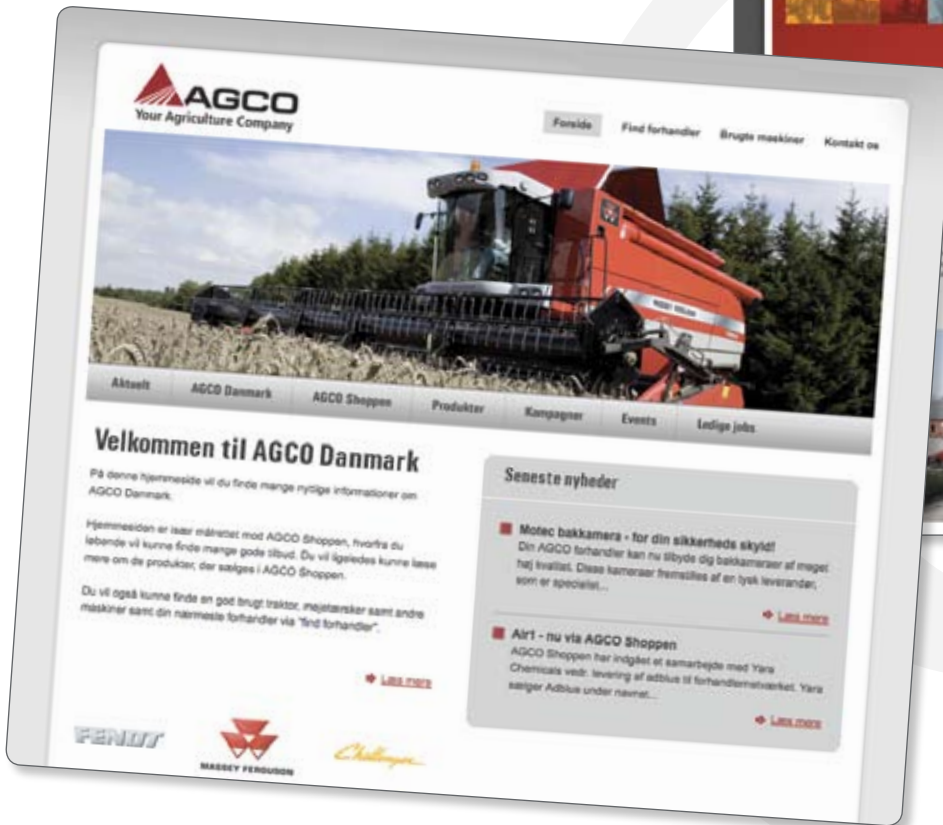 AGCO
Your Agriculture Company
Forside Find forhandler Brugte maskiner Kontakt os
Aktuelt AGCO Danmark AGCO Shoppen Produkter Kampagner Events Ledige jobs
Velkommen til AGCO Danmark
På denne hjemmeside vil du finde mange nyttige informationer om
AGCO Danmark.
Hjemmesiden er især målrettet mod AGCO Shoppen, hvorfra du
løbende vil kunne finde mange gode tilbud. Du vil ligeledes kunne læse
mere om de produkter, der sælges i AGCO Shoppen.
Du vil også kunne finde en god brugt traktor, mejetærsker samt andre
maskiner samt din nærmeste forhandler via "find forhandler".
Læs mere
Seneste nyheder
Motec bakkamera - for din sikkerheds skyld!
Din AGCO forhandler kan nu tilbyde dig bakkameraer af meget
høj kvalitet. Disse kameraer fremstilles af en tysk leverandør,
som er specialist...
Læs mere
Air1 - nu via AGCO Shoppen
AGCO Shoppen har indgået et samarbejde med Yara
Chemicals vedr. levering af adblue til forhandlernetværket. Yara
sælger Adblue under navnet...
Læs mere
FENDT
MASSEY FERGUSON
Challenger